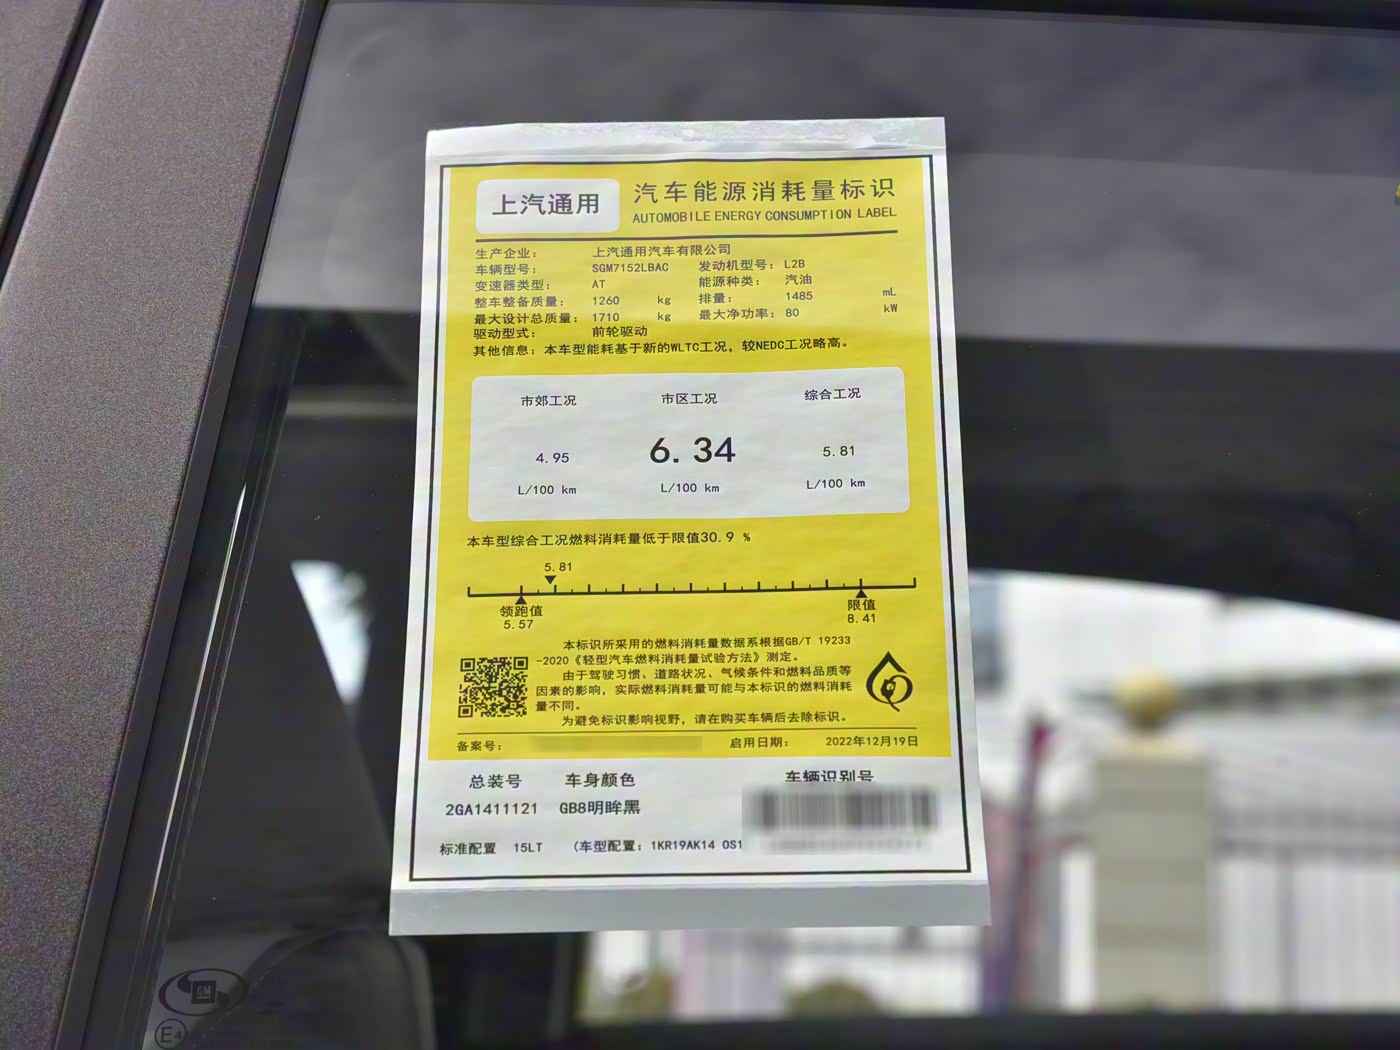 上汽通用
汽车能源消耗量标识
AUTOMOBILE ENERGY CONSUMPTION LABEL
生产企业： 上汽通用汽车有限公司
车辆型号： SGM7152LBAC 发动机型号： L2B
变速器类型： AT 能源种类： 汽油
整车整备质量： 1260 kg 排量： 1485 mL
最大设计总质量： 1710 kg 最大净功率： 80 kW
驱动型式： 前轮驱动
其他信息：本车型能耗基于新的WLTC工况，较NEDC工况略高。
市郊工况 市区工况 综合工况
4.95 6.34 5.81
L/100 km L/100 km L/100 km
本车型综合工况燃料消耗量低于限值30.9 %
5.81
领跑值 限值
5.57 8.41
本标识所采用的燃料消耗量数据系根据GB/T 19233
-2020《轻型汽车燃料消耗量试验方法》测定。
由于驾驶习惯、道路状况、气候条件和燃料品质等
因素的影响，实际燃料消耗量可能与本标识的燃料消耗
量不同。
为避免标识影响视野，请在购买车辆后去除标识。
备案号： 启用日期： 2022年12月19日
总装号 车身颜色 车辆识别号
2GA1411121 GB8明眸黑
标准配置 15LT （车型配置：1KR19AK14 0S1
GM
E4